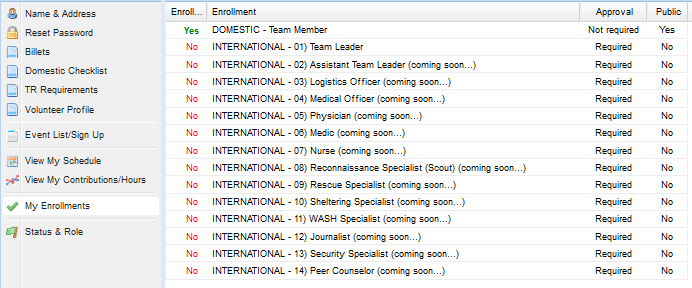 Name & Address
Reset Password
Billets
Domestic Checklist
TR Requirements
Volunteer Profile
Event List/Sign Up
View My Schedule
View My Contributions/Hours
My Enrollments
Status & Role
Enroll... Enrollment Approval Public
Yes DOMESTIC - Team Member Not required Yes
No INTERNATIONAL - 01) Team Leader Required No
No INTERNATIONAL - 02) Assistant Team Leader (coming soon...) Required No
No INTERNATIONAL - 03) Logistics Officer (coming soon...) Required No
No INTERNATIONAL - 04) Medical Officer (coming soon...) Required No
No INTERNATIONAL - 05) Physician (coming soon...) Required No
No INTERNATIONAL - 06) Medic (coming soon...) Required No
No INTERNATIONAL - 07) Nurse (coming soon...) Required No
No INTERNATIONAL - 08) Reconnaissance Specialist (Scout) (coming soon...) Required No
No INTERNATIONAL - 09) Rescue Specialist (coming soon...) Required No
No INTERNATIONAL - 10) Sheltering Specialist (coming soon...) Required No
No INTERNATIONAL - 11) WASH Specialist (coming soon...) Required No
No INTERNATIONAL - 12) Journalist (coming soon...) Required No
No INTERNATIONAL - 13) Security Specialist (coming soon...) Required No
No INTERNATIONAL - 14) Peer Counselor (coming soon...) Required No